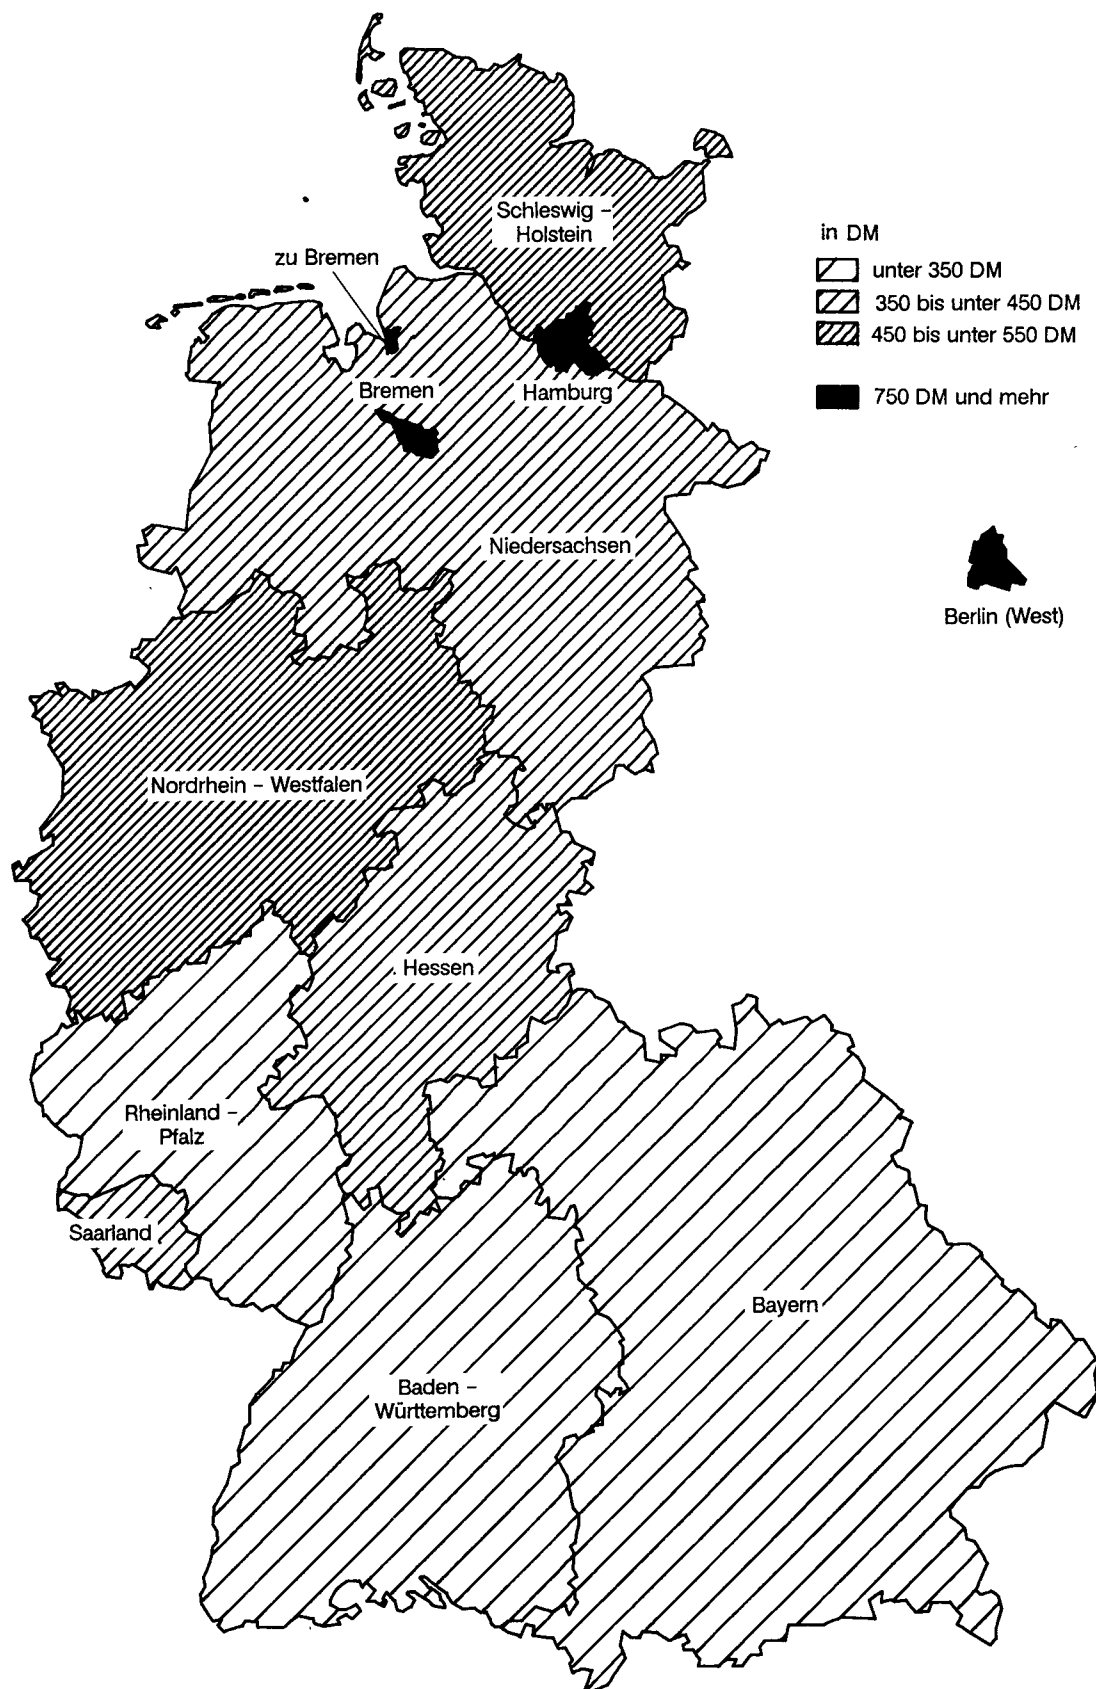 Schleswig –
Holstein
zu Bremen
in DM
unter 350 DM
350 bis unter 450 DM
450 bis unter 550 DM
750 DM und mehr
Bremen
Hamburg
Niedersachsen
Berlin (West)
Nordrhein – Westfalen
Hessen
Rheinland –
Pfalz
Saarland
Bayern
Baden –
Württemberg